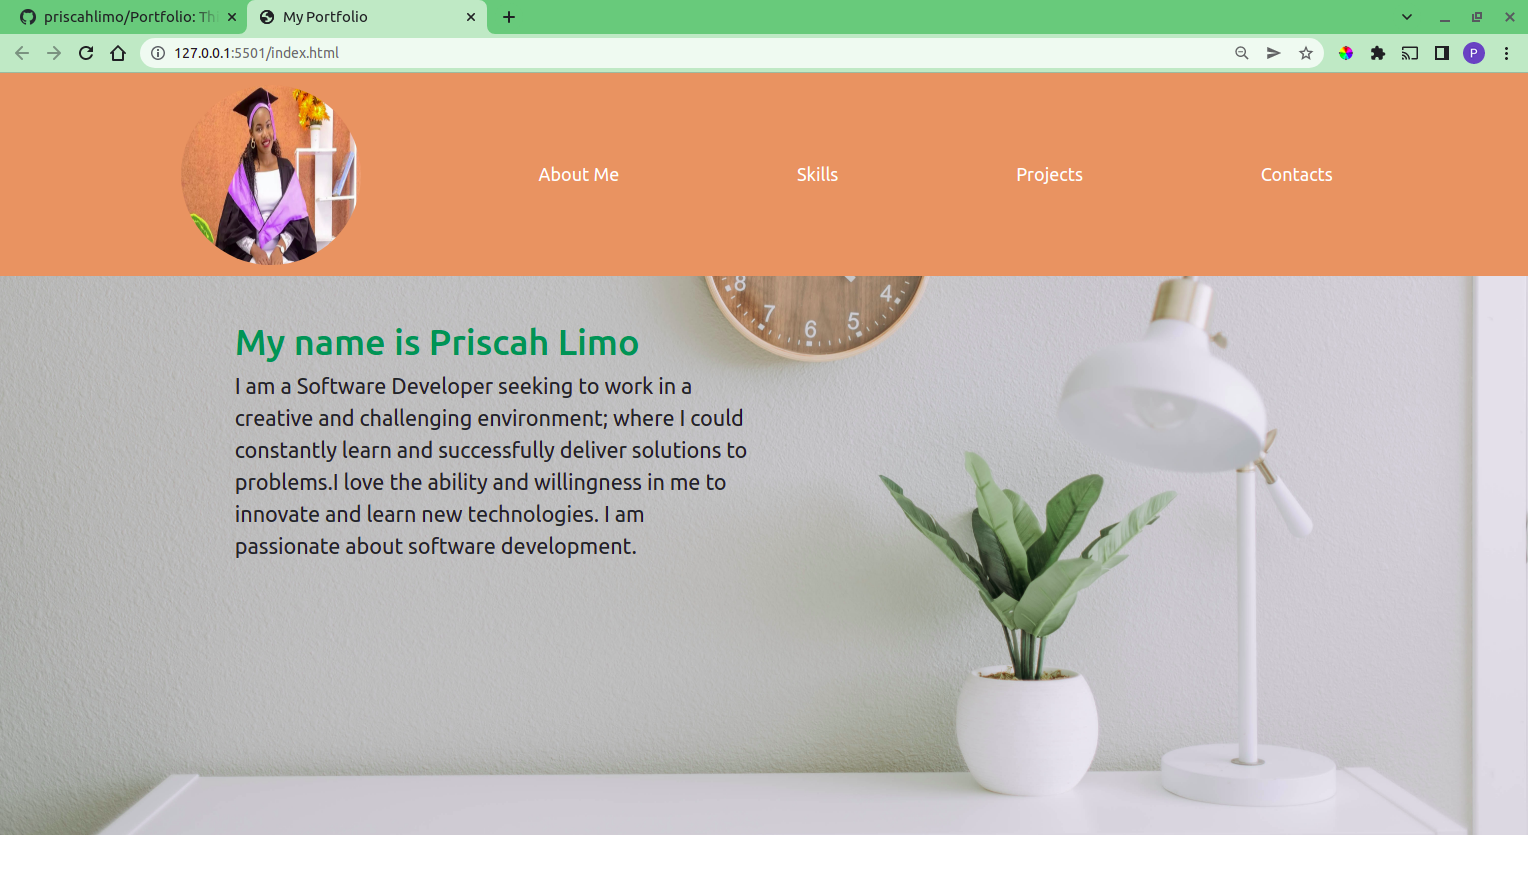 priscahlimo/Portfolio: Th
My Portfolio
127.0.0.1:5501/index.html
P
About Me
Skills
Projects
Contacts
8
7
6
5
4
My name is Priscah Limo
I am a Software Developer seeking to work in a
creative and challenging environment; where I could
constantly learn and successfully deliver solutions to
problems.I love the ability and willingness in me to
innovate and learn new technologies. I am
passionate about software development.